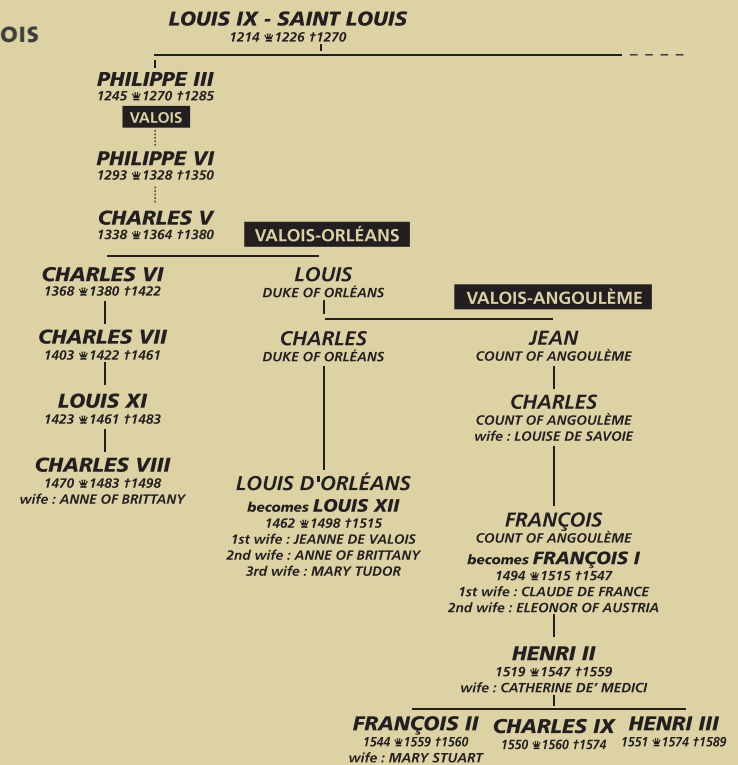 OIS
LOUIS IX - SAINT LOUIS
1214 ♛1226 †1270
PHILIPPE III
1245 ♛1270 †1285
VALOIS
PHILIPPE VI
1293 ♛1328 †1350
CHARLES V
1338 ♛1364 †1380
VALOIS-ORLÉANS
CHARLES VI
1368 ♛1380 †1422
LOUIS
DUKE OF ORLÉANS
VALOIS-ANGOULÈME
CHARLES VII
1403 ♛1422 †1461
CHARLES
DUKE OF ORLÉANS
JEAN
COUNT OF ANGOULÈME
LOUIS XI
1423 ♛1461 †1483
CHARLES
COUNT OF ANGOULÈME
wife : LOUISE DE SAVOIE
CHARLES VIII
1470 ♛1483 †1498
wife : ANNE OF BRITTANY
LOUIS D'ORLÉANS
becomes LOUIS XII
1462 ♛1498 †1515
1st wife : JEANNE DE VALOIS
2nd wife : ANNE OF BRITTANY
3rd wife : MARY TUDOR
FRANÇOIS
COUNT OF ANGOULÈME
becomes FRANÇOIS I
1494 ♛1515 †1547
1st wife : CLAUDE DE FRANCE
2nd wife : ELEONOR OF AUSTRIA
HENRI II
1519 ♛1547 †1559
wife : CATHERINE DE' MEDICI
FRANÇOIS II
1544 ♛1559 †1560
wife : MARY STUART
CHARLES IX
1550 ♛1560 †1574
HENRI III
1551 ♛1574 †1589